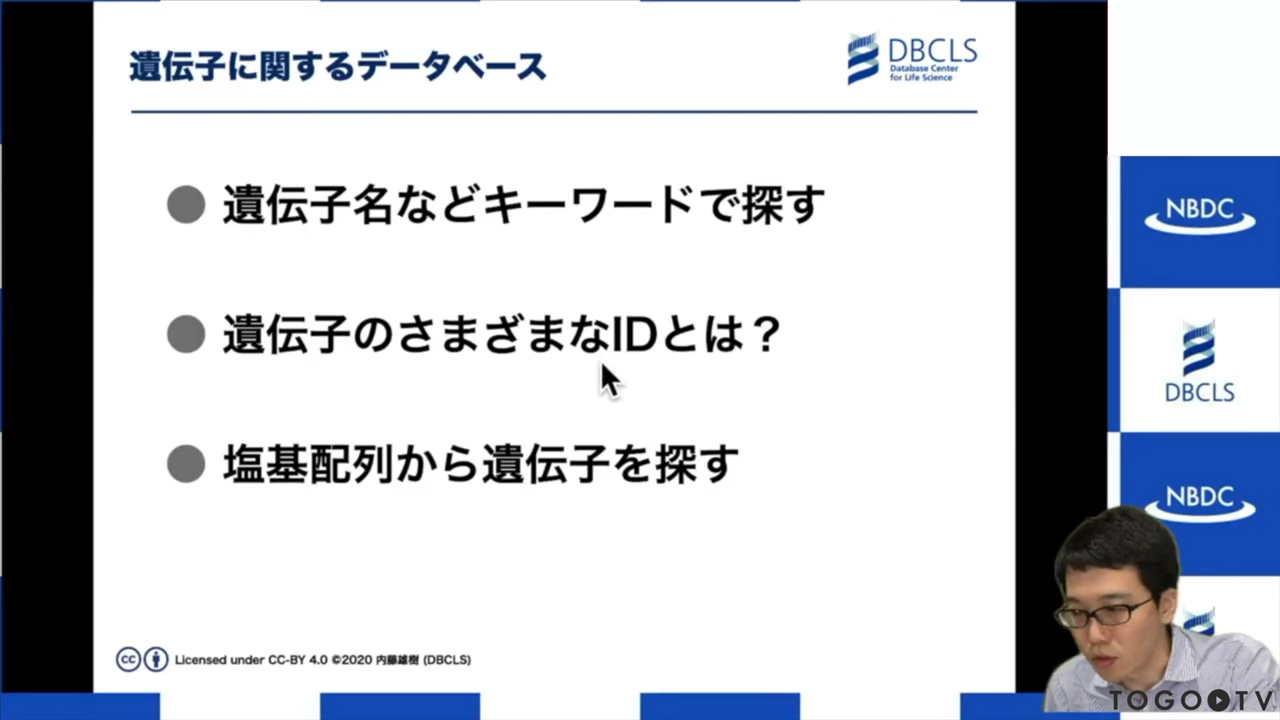 遺伝子に関するデータベース
DBCLS
Database Center
for Life Science
遺伝子名などキーワードで探す
遺伝子のさまざまなIDとは？
塩基配列から遺伝子を探す
cc
Licensed under CC-BY 4.0 ©2020 内藤雄樹 (DBCLS)
NBDC
DBCLS
NBDC
TOGOTV